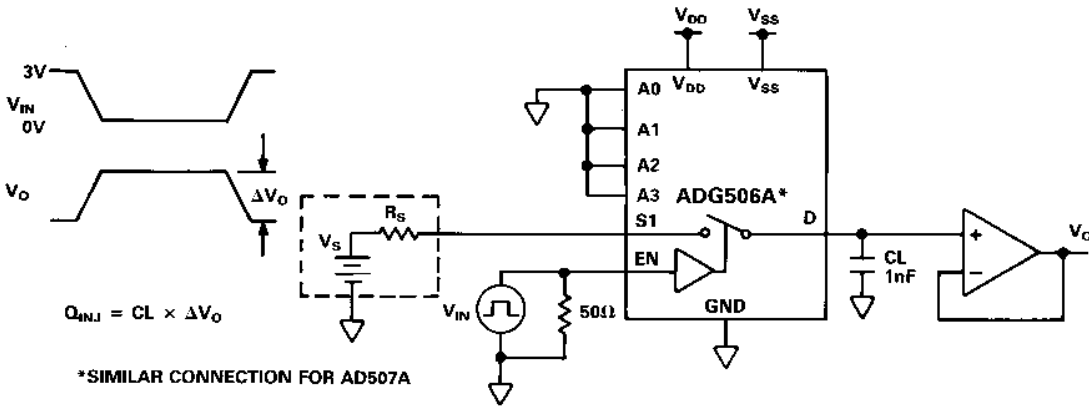 3V
V_IN
0V
V_O
ΔV_O
V_S
R_S
Q_INJ = CL × ΔV_O
*SIMILAR CONNECTION FOR AD507A
V_DD
V_SS
V_DD
V_SS
A0
A1
A2
A3
ADG506A*
S1
D
EN
GND
V_IN
50Ω
CL
1nF
+
−
V_O